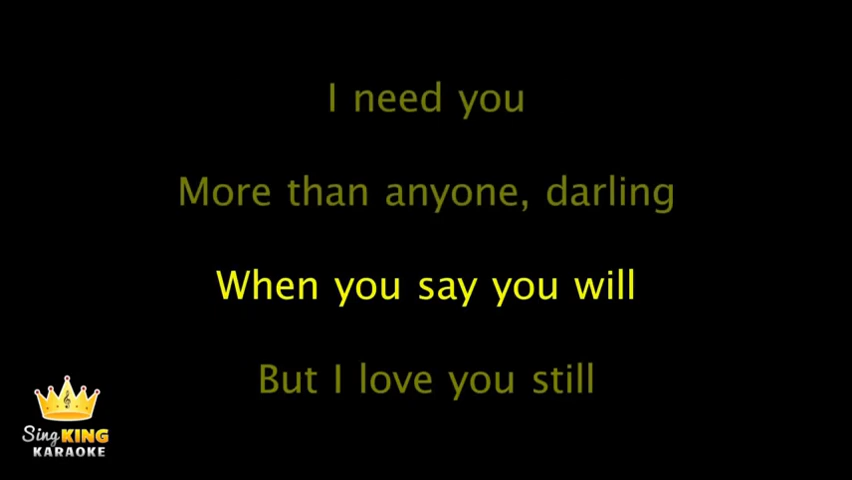 I need you
More than anyone, darling
When you say you will
But I love you still
Sing KING
KARAOKE